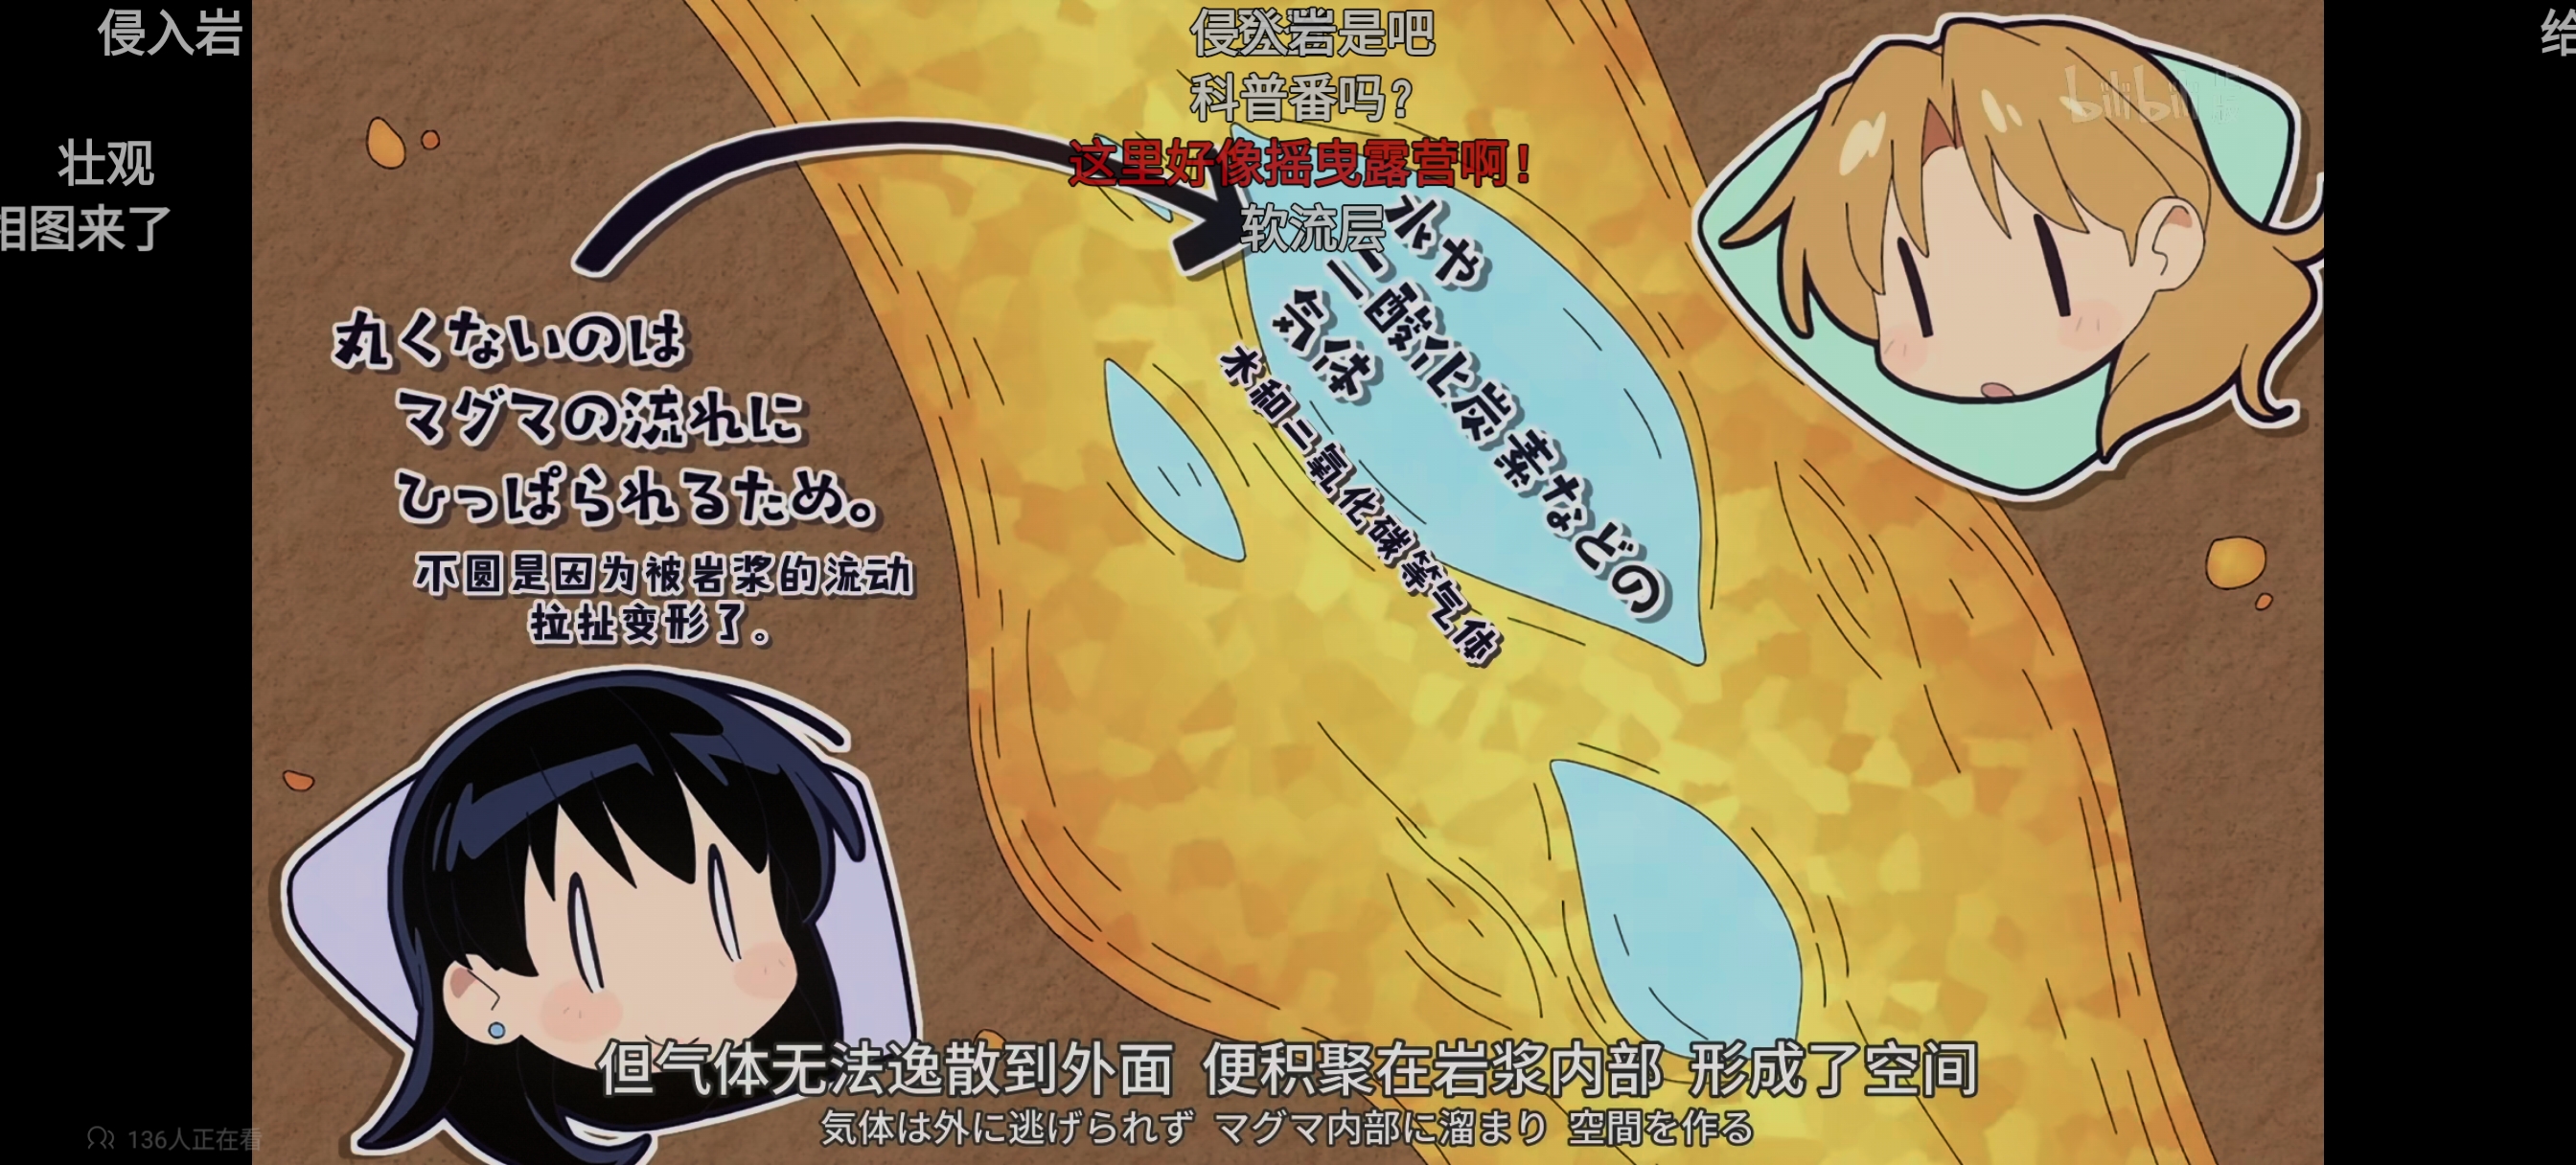 侵入岩
侵入岩是吧
给
科普番吗？
壮观
这里好像摇曳露营啊！
相图来了
软流层
bilibili
水や
二酸化炭素などの
気体
水和二氧化碳等气体
丸くないのは
マグマの流れに
ひっぱられるため。
不圆是因为被岩浆的流动
拉扯变形了。
但气体无法逸散到外面 便积聚在岩浆内部 形成了空间
気体は外に逃げられず マグマ内部に溜まり 空間を作る
136人正在看